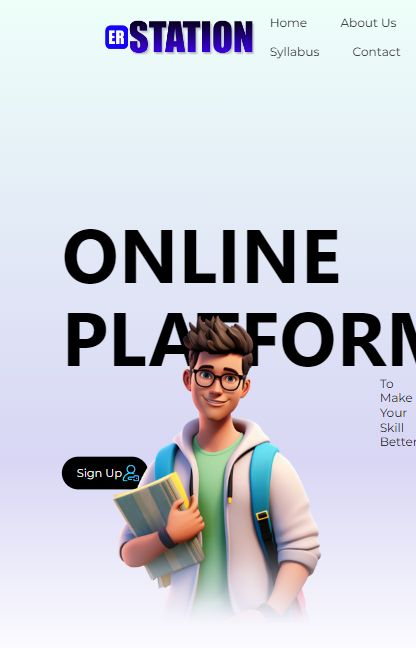 ER STATION
Home About Us
Syllabus Contact
ONLINE
PLATFORM
To
Make
Your
Skill
Better
Sign Up